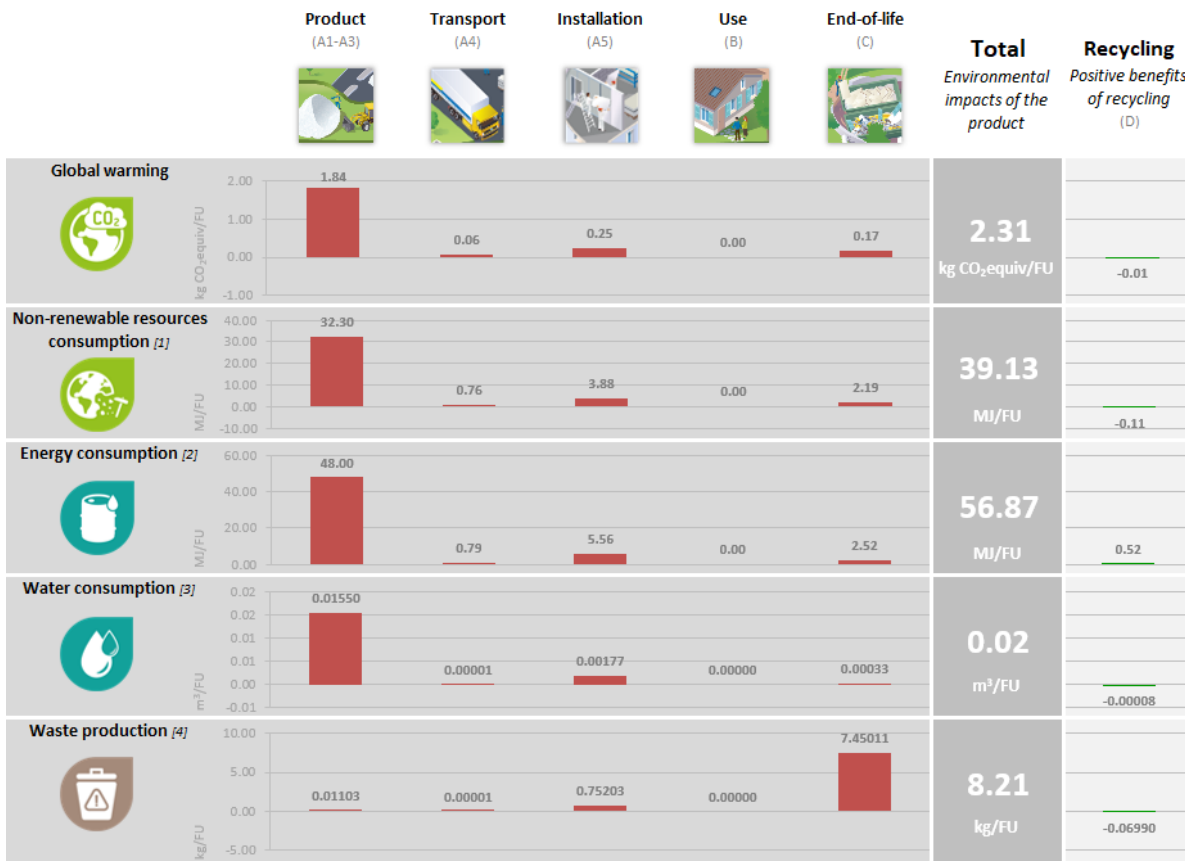 Product
(A1-A3)
Transport
(A4)
Installation
(A5)
Use
(B)
End-of-life
(C)
Total
Environmental
impacts of the
product
Recycling
Positive benefits
of recycling
(D)
Global warming
CO₂
kg CO₂equiv/FU
2.00
1.00
0.00
-1.00
1.84
0.06
0.25
0.00
0.17
2.31
kg CO₂equiv/FU
-0.01
Non-renewable resources
consumption [1]
MJ/FU
40.00
30.00
20.00
10.00
0.00
-10.00
32.30
0.76
3.88
0.00
2.19
39.13
MJ/FU
-0.11
Energy consumption [2]
MJ/FU
60.00
40.00
20.00
0.00
48.00
0.79
5.56
0.00
2.52
56.87
MJ/FU
0.52
Water consumption [3]
m³/FU
0.02
0.02
0.01
0.01
0.00
-0.01
0.01550
0.00001
0.00177
0.00000
0.00033
0.02
m³/FU
-0.00008
Waste production [4]
kg/FU
10.00
5.00
0.00
-5.00
0.01103
0.00001
0.75203
0.00000
7.45011
8.21
kg/FU
-0.06990